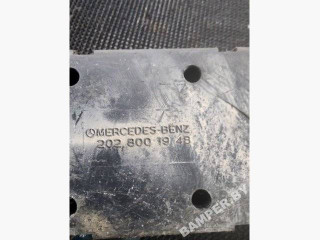 MERCEDES-BENZ
202 800 19 48
BAMPER.BY